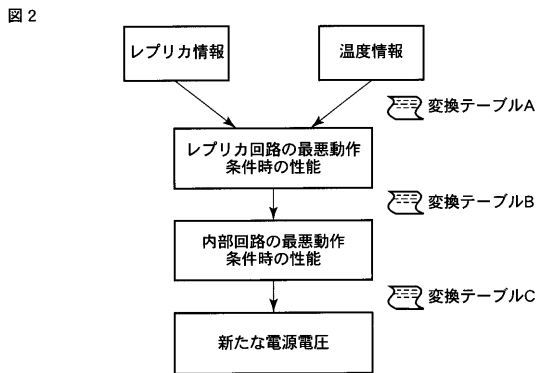 図2
レプリカ情報
温度情報
変換テーブルA
レプリカ回路の最悪動作
条件時の性能
変換テーブルB
内部回路の最悪動作
条件時の性能
変換テーブルC
新たな電源電圧